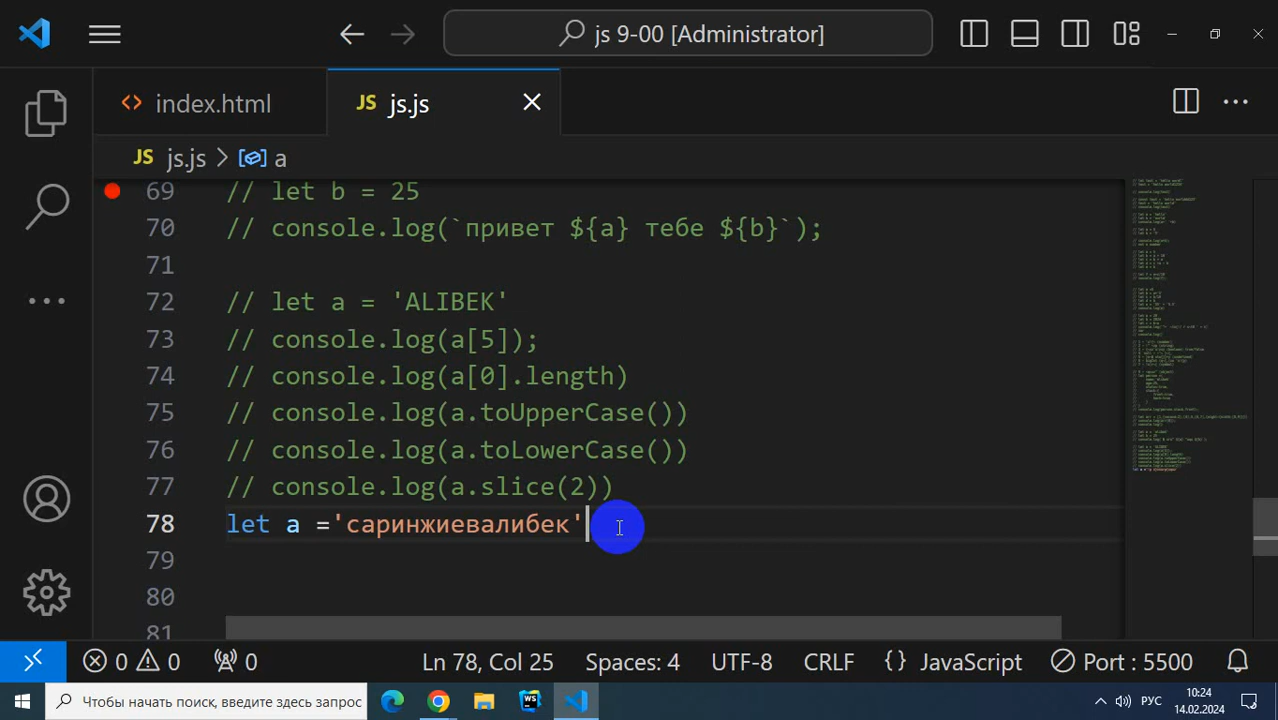 js 9-00 [Administrator]
index.html
JS js.js
JS js.js > a
69 // let b = 25
70 // console.log(`привет ${a} тебе ${b}`);
71
72 // let a = 'ALIBEK'
73 // console.log(a[5]);
74 // console.log(a[0].length)
75 // console.log(a.toUpperCase())
76 // console.log(a.toLowerCase())
77 // console.log(a.slice(2))
78 let a ='саринжиевалибек'
79
80
81
0 0 0 Ln 78, Col 25 Spaces: 4 UTF-8 CRLF {} JavaScript Port : 5500
Чтобы начать поиск, введите здесь запрос
WS
РУС
10:24
14.02.2024